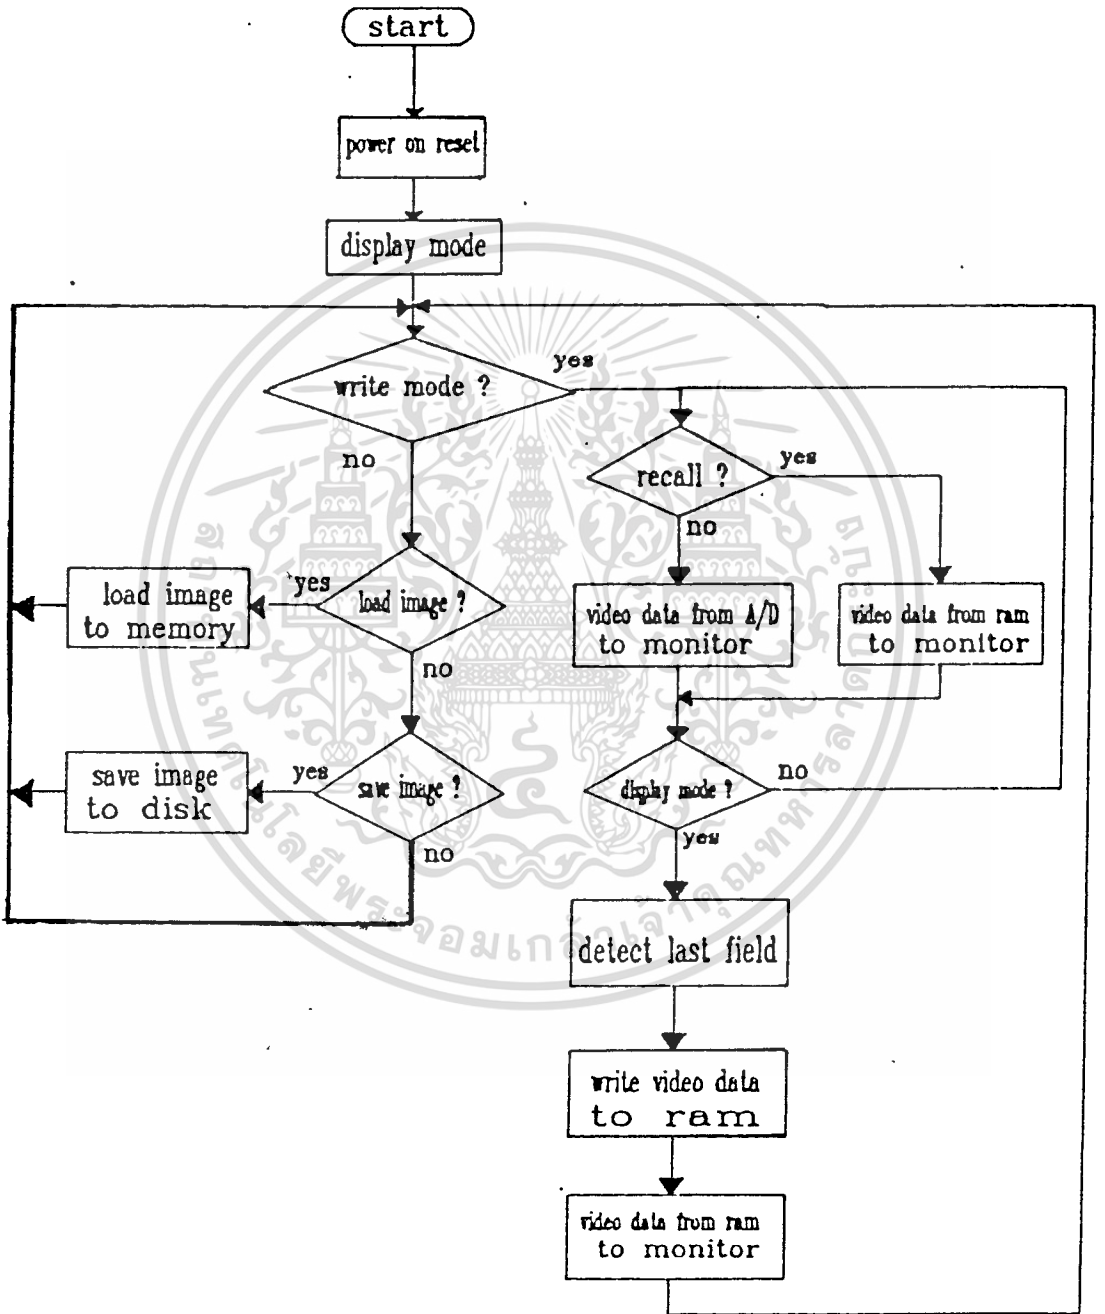 start
power on reset
display mode
write mode ?
yes
no
recall ?
yes
no
load image ?
yes
load image
to memory
no
video data from A/D
to monitor
video data from ram
to monitor
save image ?
yes
save image
to disk
no
display mode ?
no
yes
detect last field
write video data
to ram
video data from ram
to monitor